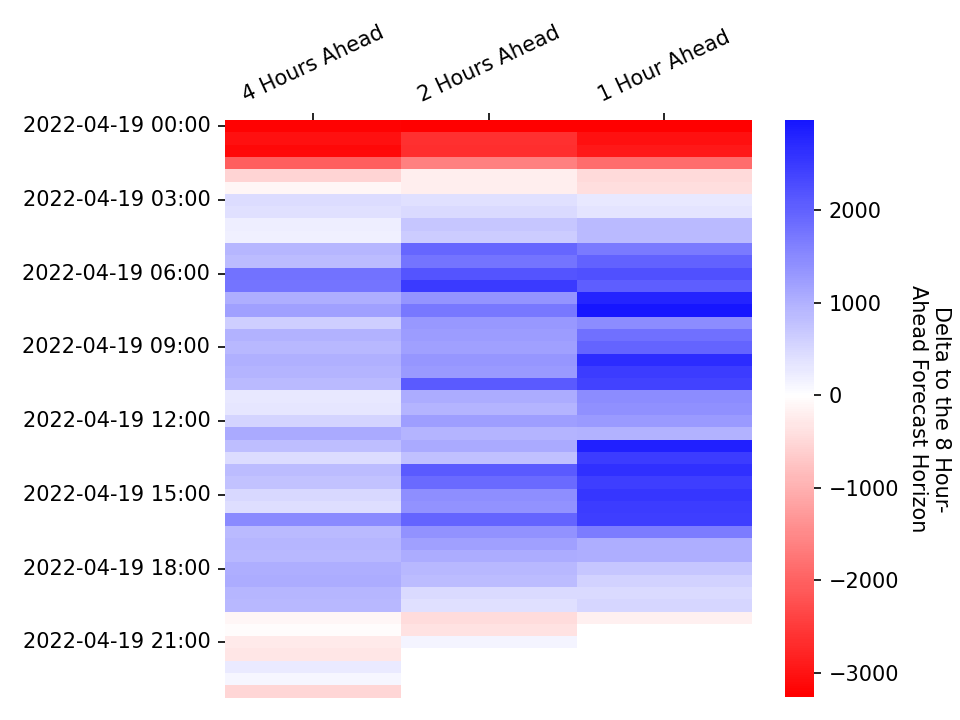 4 Hours Ahead
2 Hours Ahead
1 Hour Ahead
2022-04-19 00:00
2022-04-19 03:00
2022-04-19 06:00
2022-04-19 09:00
2022-04-19 12:00
2022-04-19 15:00
2022-04-19 18:00
2022-04-19 21:00
2000
1000
0
−1000
−2000
−3000
Delta to the 8 Hour-
Ahead Forecast Horizon